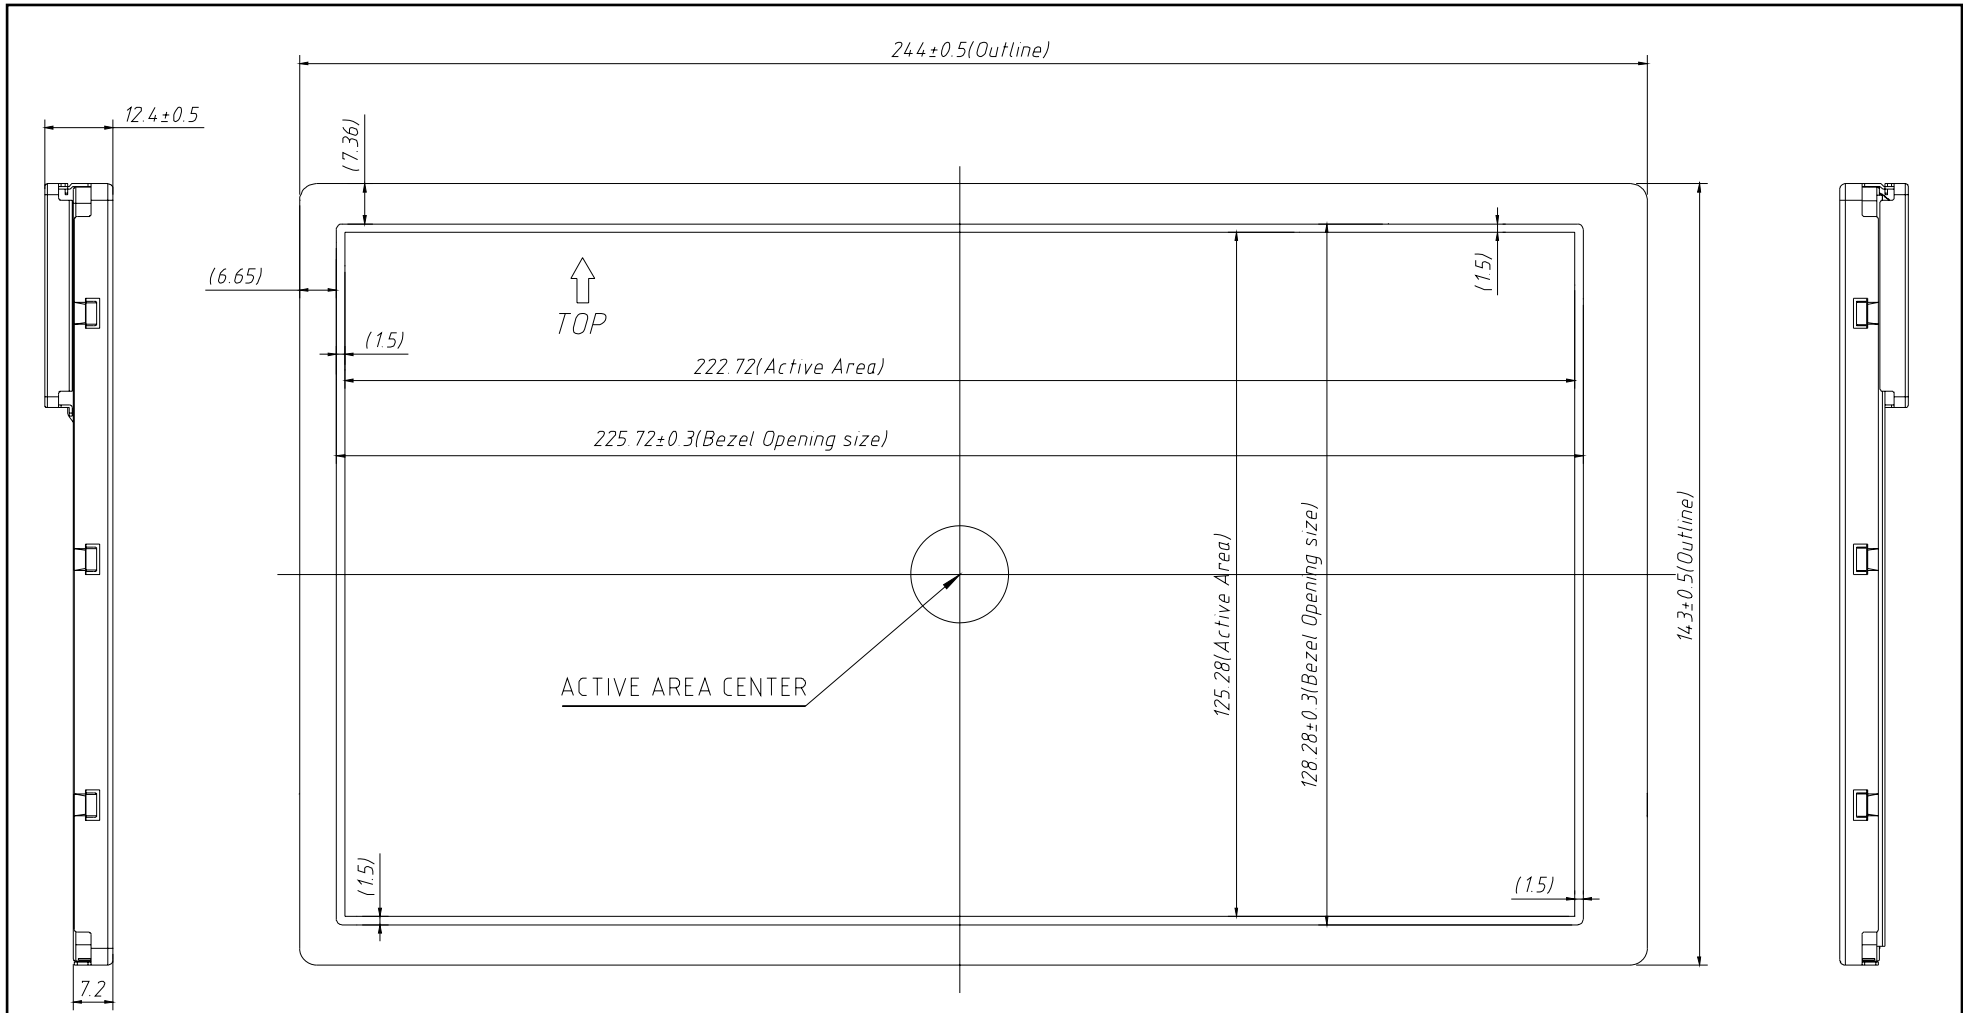 244±0.5(Outline)
12.4±0.5
(7.36)
(6.65)
(1.5)
TOP
(1.5)
222.72(Active Area)
225.72±0.3(Bezel Opening size)
125.28(Active Area)
128.28±0.3(Bezel Opening size)
143±0.5(Outline)
ACTIVE AREA CENTER
(1.5)
(1.5)
7.2